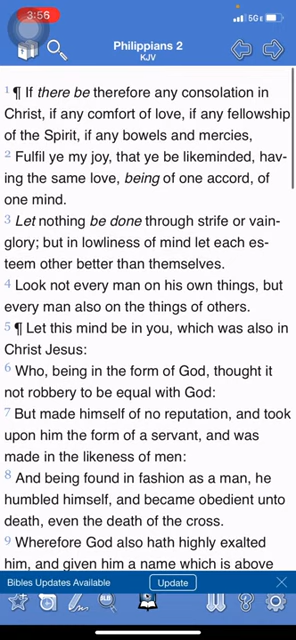 3:56
5G
Philippians 2
KJV
1 ¶ If there be therefore any consolation in
Christ, if any comfort of love, if any fellowship
of the Spirit, if any bowels and mercies,
2 Fulfil ye my joy, that ye be likeminded, hav-
ing the same love, being of one accord, of
one mind.
3 Let nothing be done through strife or vain-
glory; but in lowliness of mind let each es-
teem other better than themselves.
4 Look not every man on his own things, but
every man also on the things of others.
5 ¶ Let this mind be in you, which was also in
Christ Jesus:
6 Who, being in the form of God, thought it
not robbery to be equal with God:
7 But made himself of no reputation, and took
upon him the form of a servant, and was
made in the likeness of men:
8 And being found in fashion as a man, he
humbled himself, and became obedient unto
death, even the death of the cross.
9 Wherefore God also hath highly exalted
him, and given him a name which is above
Bibles Updates Available
Update